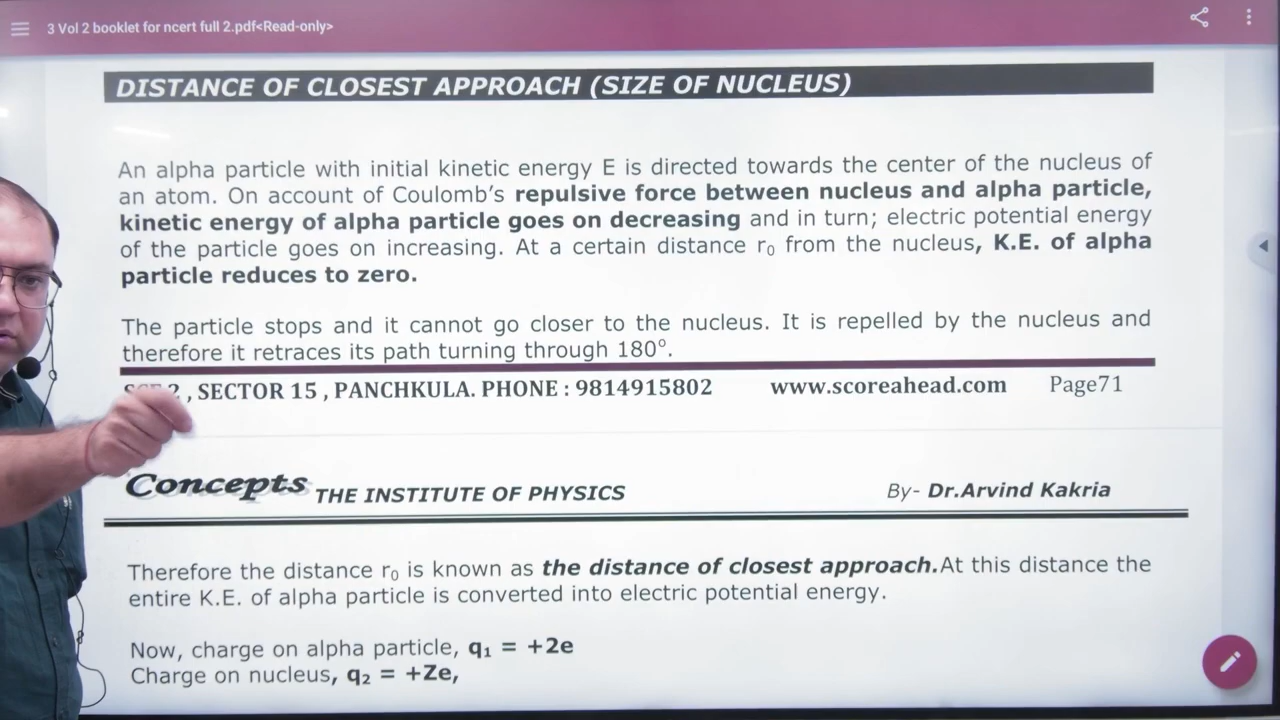 3 Vol 2 booklet for ncert full 2.pdf<Read-only>
DISTANCE OF CLOSEST APPROACH (SIZE OF NUCLEUS)
An alpha particle with initial kinetic energy E is directed towards the center of the nucleus of
an atom. On account of Coulomb's repulsive force between nucleus and alpha particle,
kinetic energy of alpha particle goes on decreasing and in turn; electric potential energy
of the particle goes on increasing. At a certain distance r₀ from the nucleus, K.E. of alpha
particle reduces to zero.
The particle stops and it cannot go closer to the nucleus. It is repelled by the nucleus and
therefore it retraces its path turning through 180°.
2 , SECTOR 15 , PANCHKULA. PHONE : 9814915802 www.scoreahead.com Page71
Concepts THE INSTITUTE OF PHYSICS By- Dr.Arvind Kakria
Therefore the distance r₀ is known as the distance of closest approach.At this distance the
entire K.E. of alpha particle is converted into electric potential energy.
Now, charge on alpha particle, q₁ = +2e
Charge on nucleus, q₂ = +Ze,